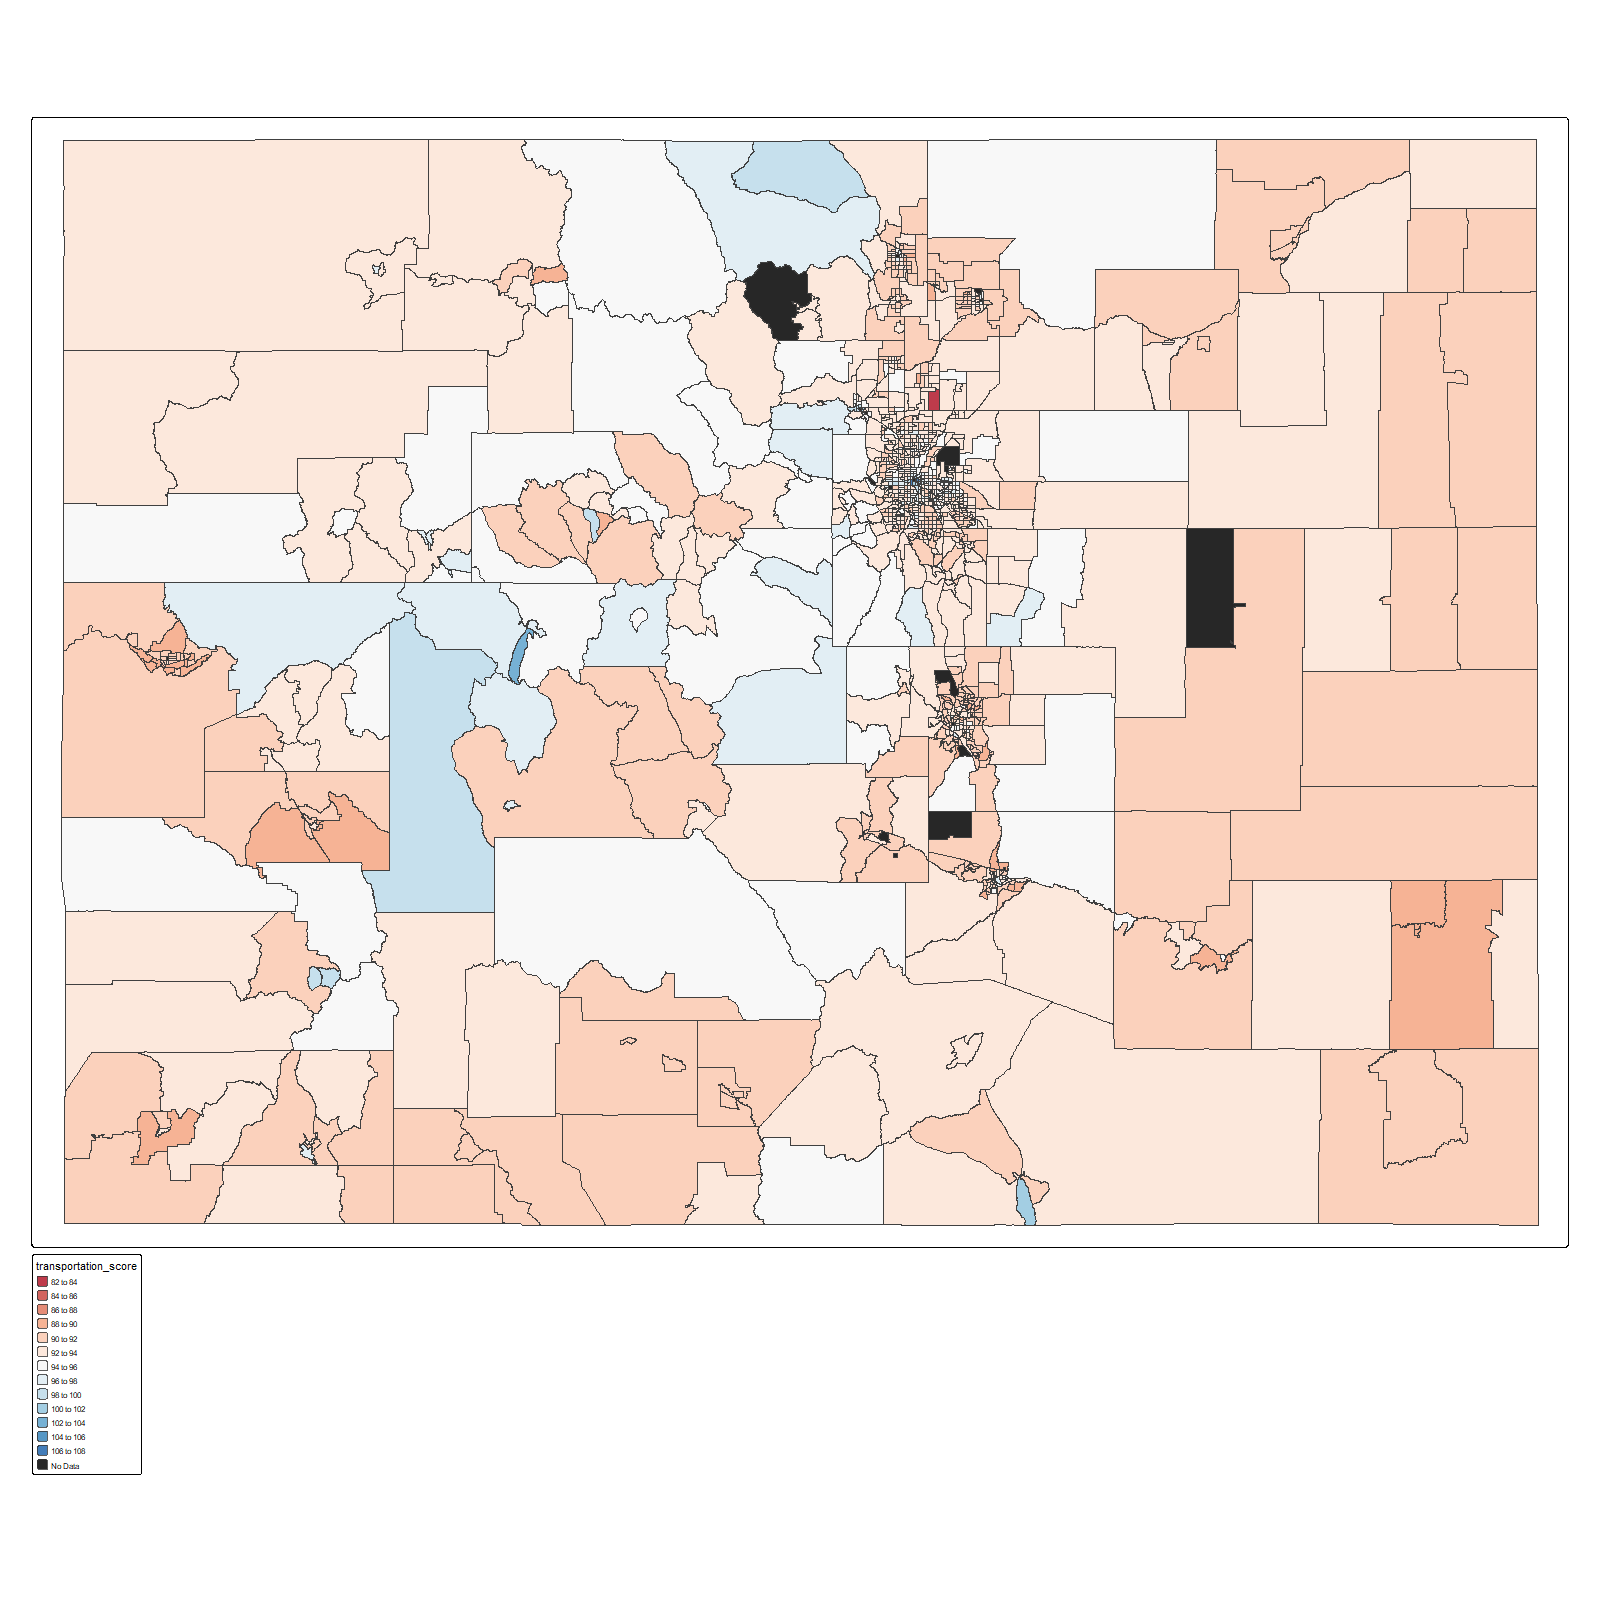 transportation_score
82 to 84
84 to 86
86 to 88
88 to 90
90 to 92
92 to 94
94 to 96
96 to 98
98 to 100
100 to 102
102 to 104
104 to 106
106 to 108
No Data